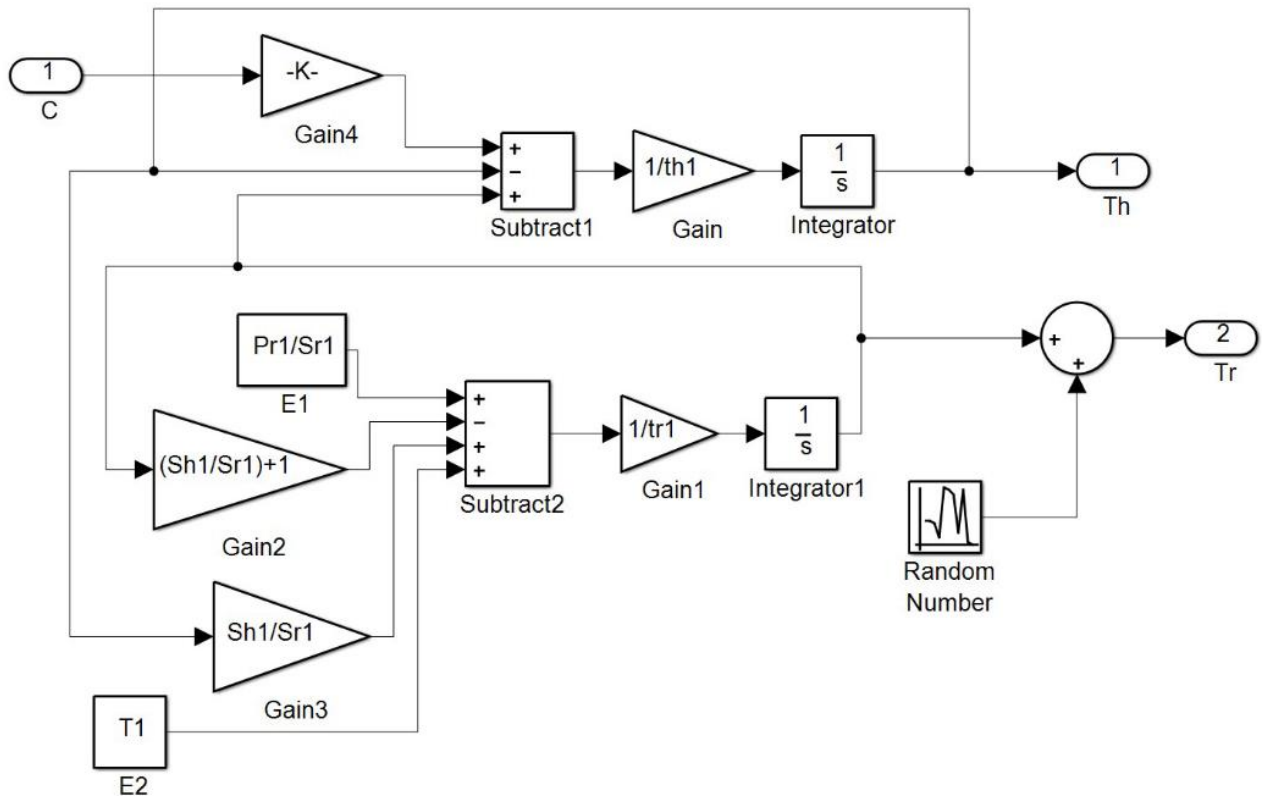 1
C
-K-
Gain4
+
−
+
Subtract1
1/th1
Gain
1
s
Integrator
1
Th
Pr1/Sr1
E1
(Sh1/Sr1)+1
Gain2
+
−
+
+
Subtract2
1/tr1
Gain1
1
s
Integrator1
+
+
2
Tr
Random
Number
Sh1/Sr1
Gain3
T1
E2